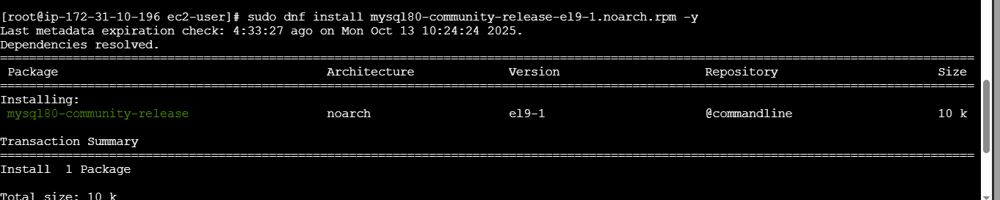 [root@ip-172-31-10-196 ec2-user]# sudo dnf install mysql80-community-release-el9-1.noarch.rpm -y
Last metadata expiration check: 4:33:27 ago on Mon Oct 13 10:24:24 2025.
Dependencies resolved.
Package Architecture Version Repository Size
Installing:
mysql80-community-release noarch el9-1 @commandline 10 k
Transaction Summary
Install 1 Package
Total size: 10 k